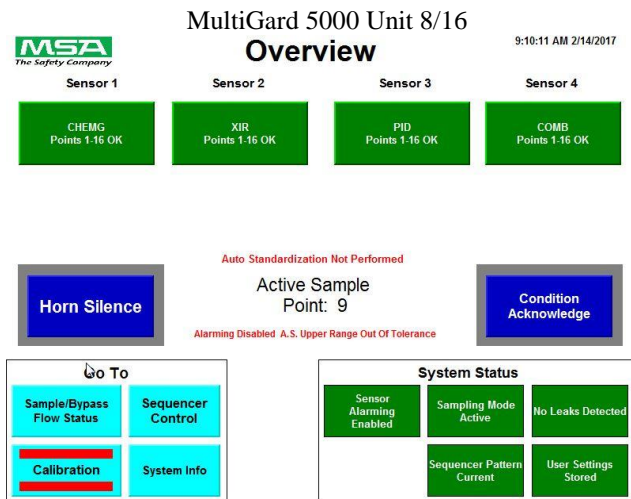 MultiGard 5000 Unit 8/16
MSA
The Safety Company
Overview
9:10:11 AM 2/14/2017
Sensor 1
Sensor 2
Sensor 3
Sensor 4
CHEMG
Points 1-16 OK
XIR
Points 1-16 OK
PID
Points 1-16 OK
COMB
Points 1-16 OK
Auto Standardization Not Performed
Horn Silence
Active Sample
Point: 9
Condition
Acknowledge
Alarming Disabled A.S. Upper Range Out Of Tolerance
Go To
Sample/Bypass
Flow Status
Sequencer
Control
Calibration
System Info
System Status
Sensor
Alarming
Enabled
Sampling Mode
Active
No Leaks Detected
Sequencer Pattern
Current
User Settings
Stored